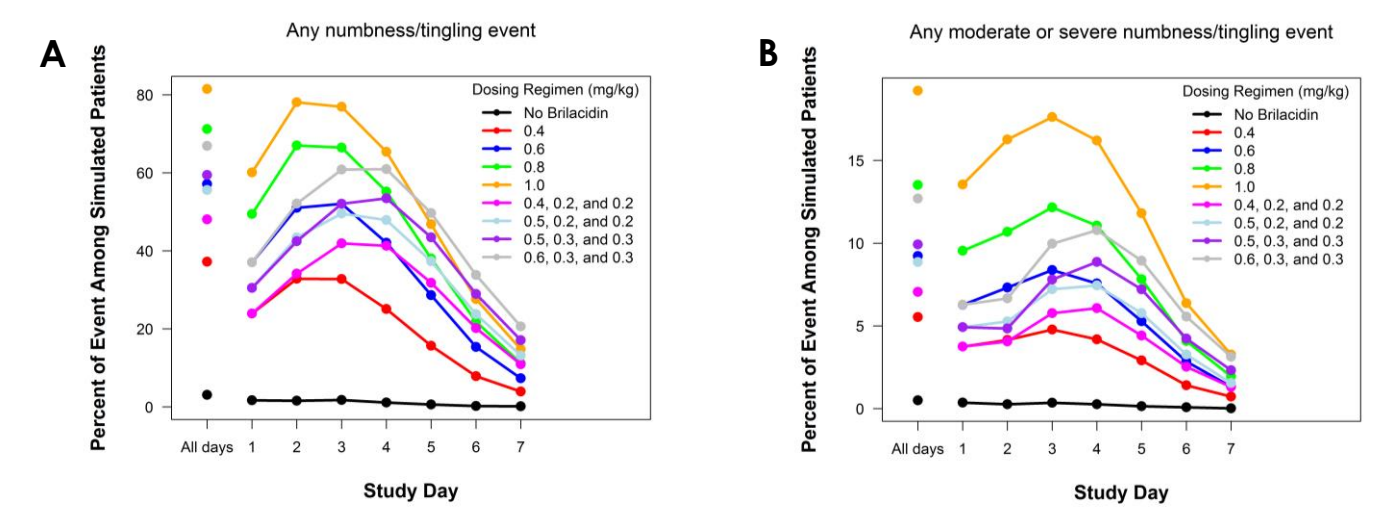 A
Any numbness/tingling event
Percent of Event Among Simulated Patients
80
60
40
20
0
Dosing Regimen (mg/kg)
No Brilacidin
0.4
0.6
0.8
1.0
0.4, 0.2, and 0.2
0.5, 0.2, and 0.2
0.5, 0.3, and 0.3
0.6, 0.3, and 0.3
All days 1 2 3 4 5 6 7
Study Day
B
Any moderate or severe numbness/tingling event
Percent of Event Among Simulated Patients
15
10
5
0
Dosing Regimen (mg/kg)
No Brilacidin
0.4
0.6
0.8
1.0
0.4, 0.2, and 0.2
0.5, 0.2, and 0.2
0.5, 0.3, and 0.3
0.6, 0.3, and 0.3
All days 1 2 3 4 5 6 7
Study Day